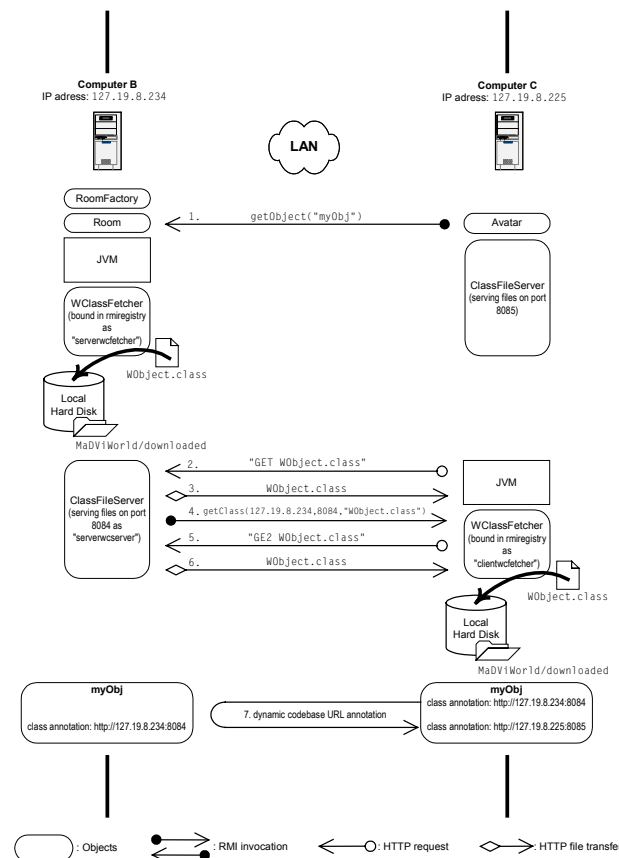 Computer B
IP adress: 127.19.8.234
Computer C
IP adress: 127.19.8.225
LAN
RoomFactory
Room
1. getObject("myObj")
Avatar
JVM
ClassFileServer
(serving files on port
8085)
WClassFetcher
(bound in rmiregistry
as
"serverwcfetcher")
WObject.class
Local
Hard Disk
MaDViWorld/downloaded
ClassFileServer
(serving files on port
8084 as
"serverwcserver")
2. "GET WObject.class"
3. WObject.class
4. getClass(127.19.8.234,8084,"WObject.class")
5. "GE2 WObject.class"
6. WObject.class
JVM
WClassFetcher
(bound in rmiregistry
as
"clientwcfetcher")
WObject.class
Local
Hard Disk
MaDViWorld/downloaded
myObj
class annotation: http://127.19.8.234:8084
7. dynamic codebase URL annotation
myObj
class annotation: http://127.19.8.234:8084
class annotation: http://127.19.8.225:8085
: Objects
: RMI invocation
: HTTP request
: HTTP file transfe